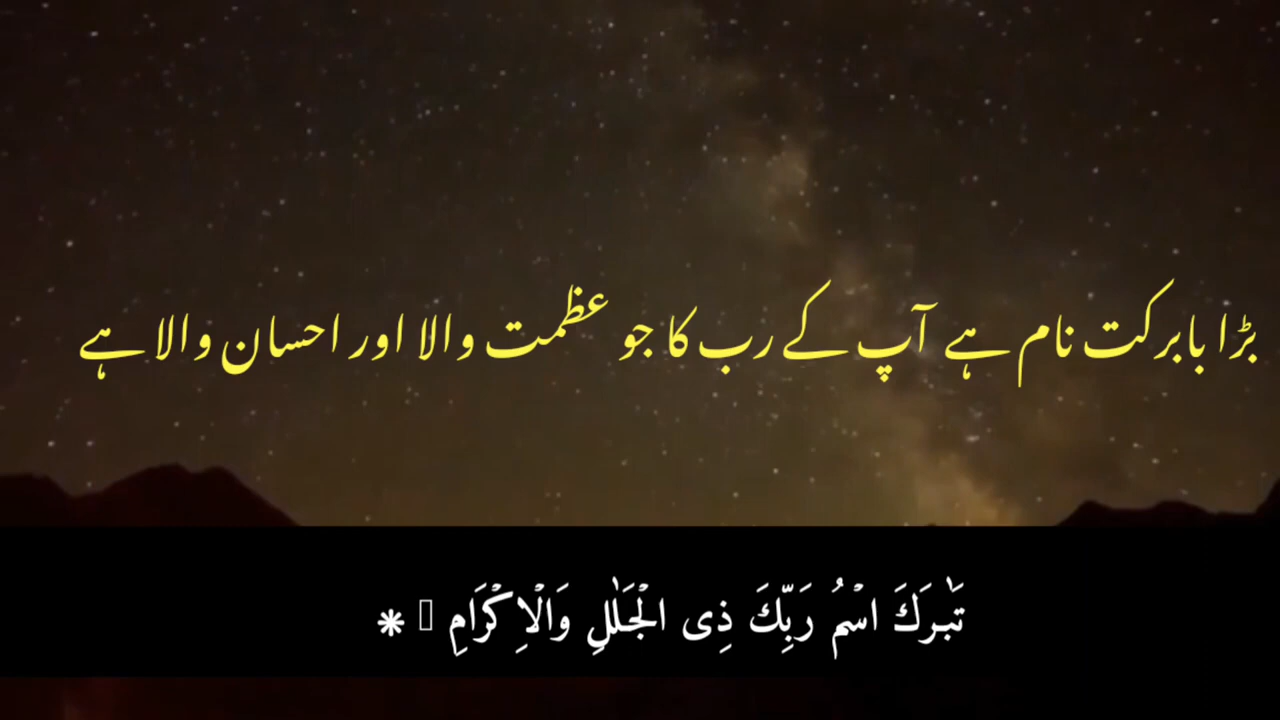 بڑا بابرکت نام ہے آپ کے رب کا جو عظمت والا اور احسان والا ہے
تَبٰرَكَ اسۡمُ رَبِّكَ ذِى الۡجَـلٰلِ وَالۡاِكۡرَامِ ▯ *